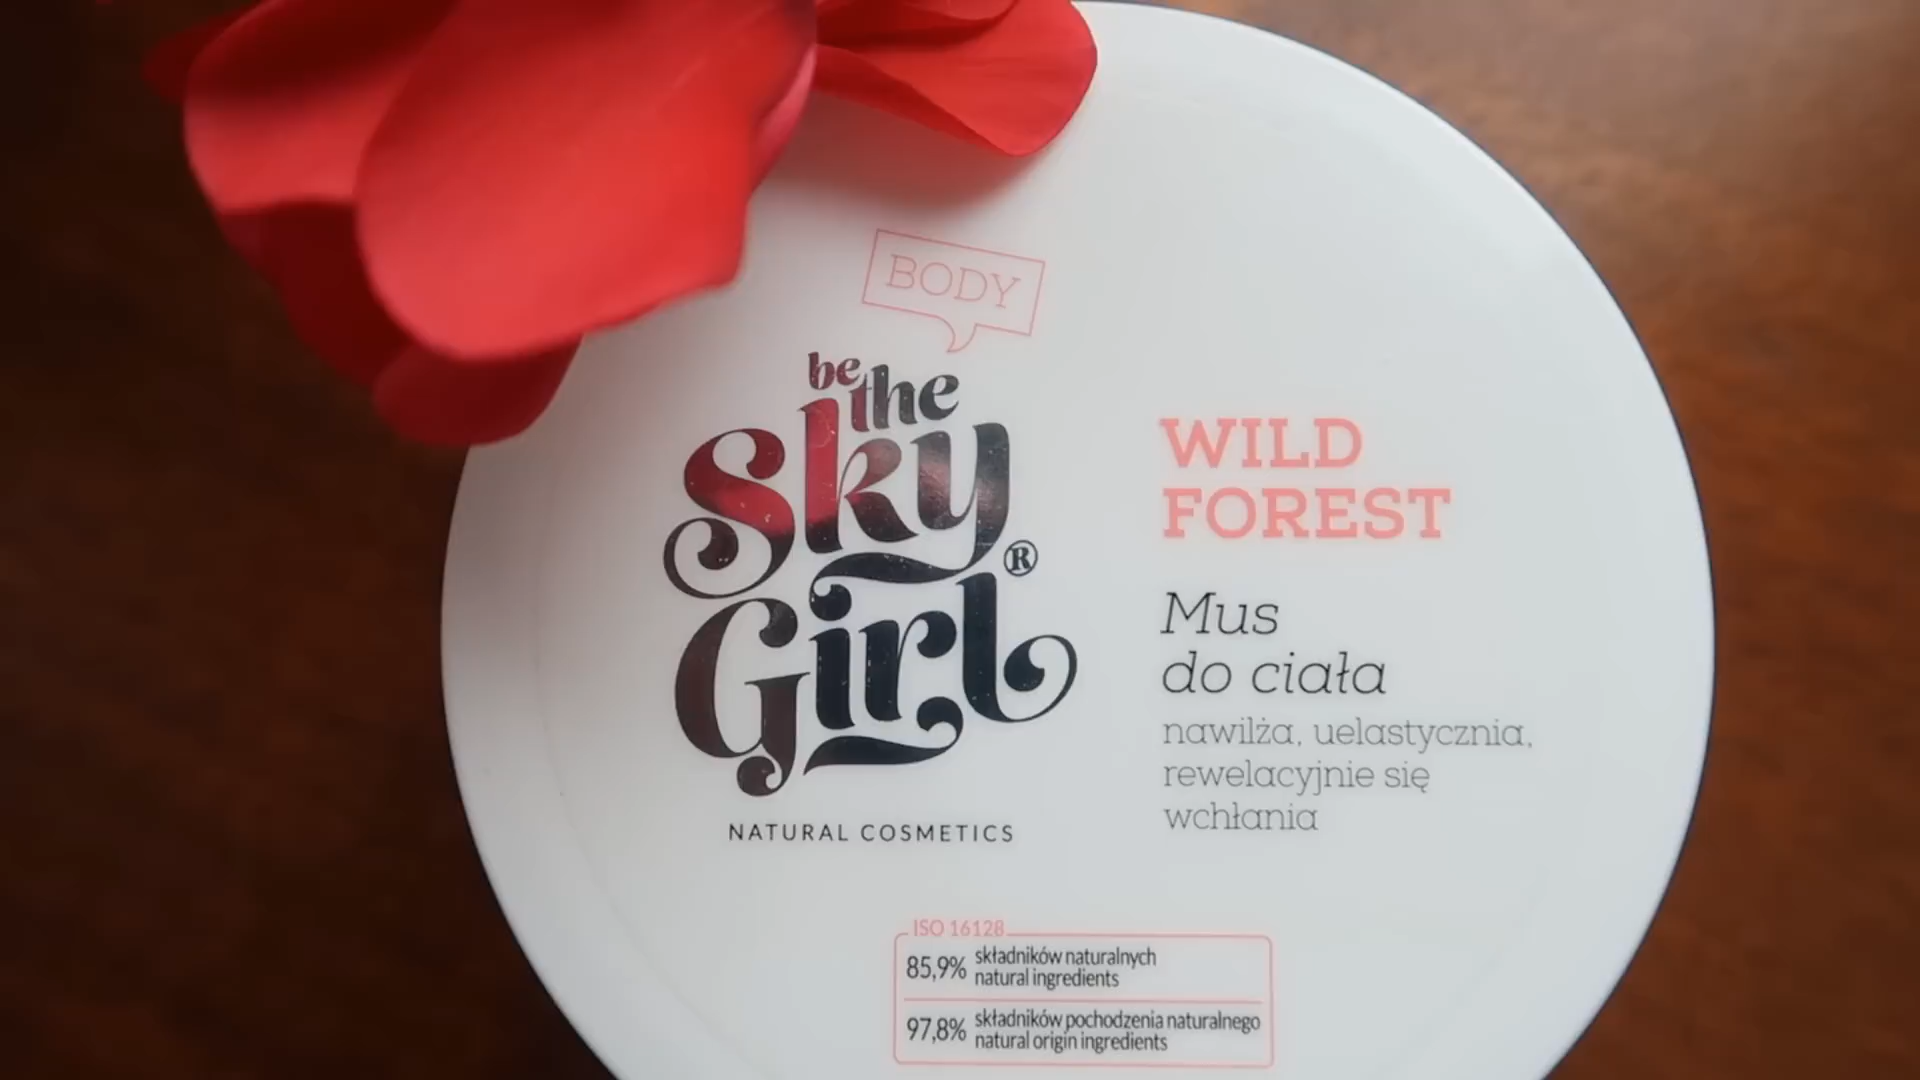 BODY
be the
Sky
Girl®
NATURAL COSMETICS
WILD
FOREST
Mus
do ciała
nawilża, uelastycznia,
rewelacyjnie się
wchłania
ISO 16128
85,9% składników naturalnych
natural ingredients
97,8% składników pochodzenia naturalnego
natural origin ingredients